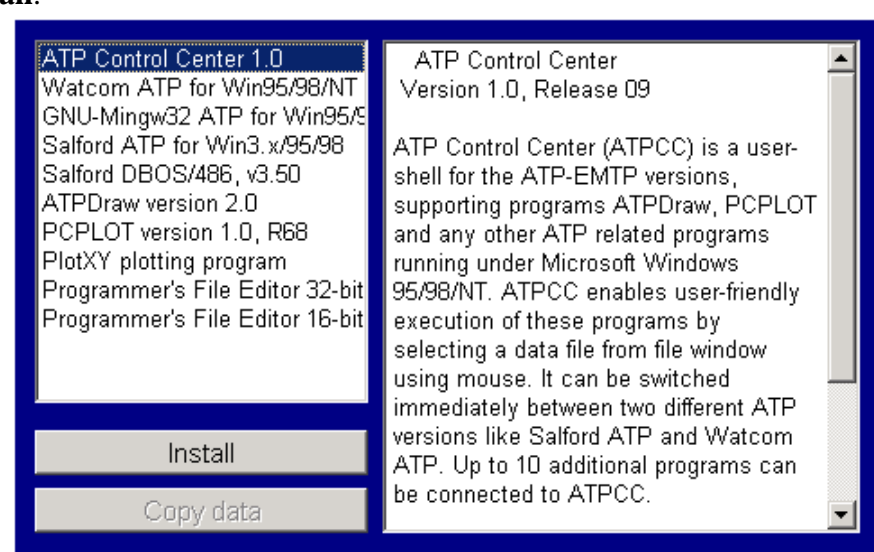 ATP Control Center 1.0
Watcom ATP for Win95/98/NT
GNU-Mingw32 ATP for Win95/9
Salford ATP for Win3.x/95/98
Salford DBOS/486, v3.50
ATPDraw version 2.0
PCPLOT version 1.0, R68
PlotXY plotting program
Programmer's File Editor 32-bit
Programmer's File Editor 16-bit
Install
Copy data
ATP Control Center
Version 1.0, Release 09
ATP Control Center (ATPCC) is a user-
shell for the ATP-EMTP versions,
supporting programs ATPDraw, PCPLOT
and any other ATP related programs
running under Microsoft Windows
95/98/NT. ATPCC enables user-friendly
execution of these programs by
selecting a data file from file window
using mouse. It can be switched
immediately between two different ATP
versions like Salford ATP and Watcom
ATP. Up to 10 additional programs can
be connected to ATPCC.